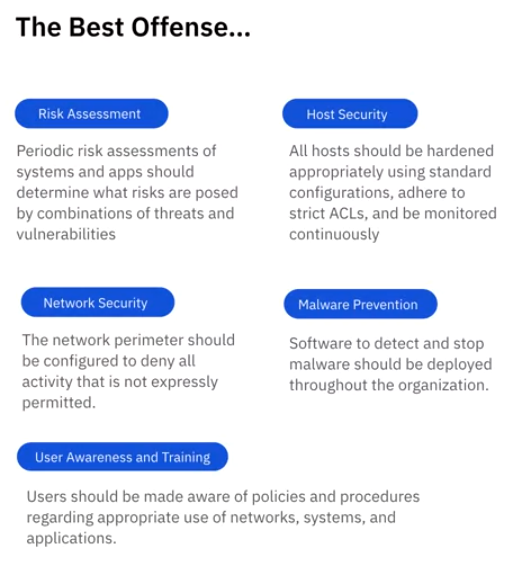 The Best Offense...
Risk Assessment
Periodic risk assessments of
systems and apps should
determine what risks are posed
by combinations of threats and
vulnerabilities
Host Security
All hosts should be hardened
appropriately using standard
configurations, adhere to
strict ACLs, and be monitored
continuously
Network Security
The network perimeter should
be configured to deny all
activity that is not expressly
permitted.
Malware Prevention
Software to detect and stop
malware should be deployed
throughout the organization.
User Awareness and Training
Users should be made aware of policies and procedures
regarding appropriate use of networks, systems, and
applications.